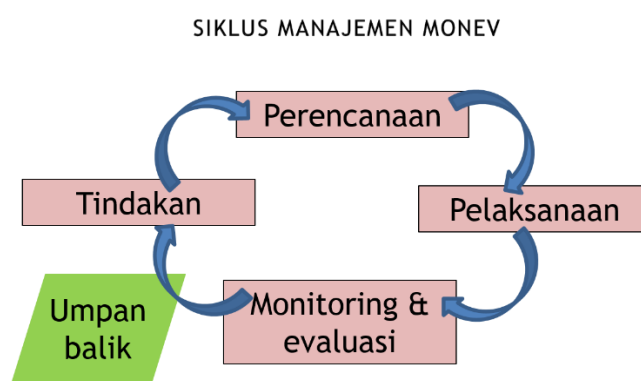 SIKLUS MANAJEMEN MONEV
Perencanaan
Tindakan
Pelaksanaan
Monitoring &
evaluasi
Umpan
balik